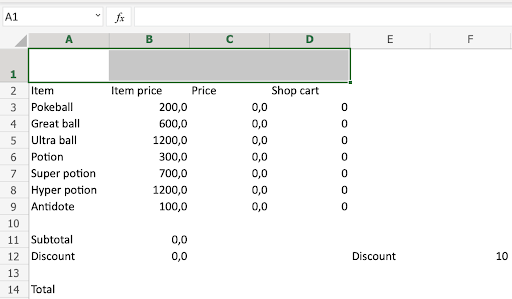 A1 fx
A B C D E F
1
2 Item Item price Price Shop cart
3 Pokeball 200,0 0,0 0
4 Great ball 600,0 0,0 0
5 Ultra ball 1200,0 0,0 0
6 Potion 300,0 0,0 0
7 Super potion 700,0 0,0 0
8 Hyper potion 1200,0 0,0 0
9 Antidote 100,0 0,0 0
10
11 Subtotal 0,0
12 Discount 0,0 Discount 10
13
14 Total